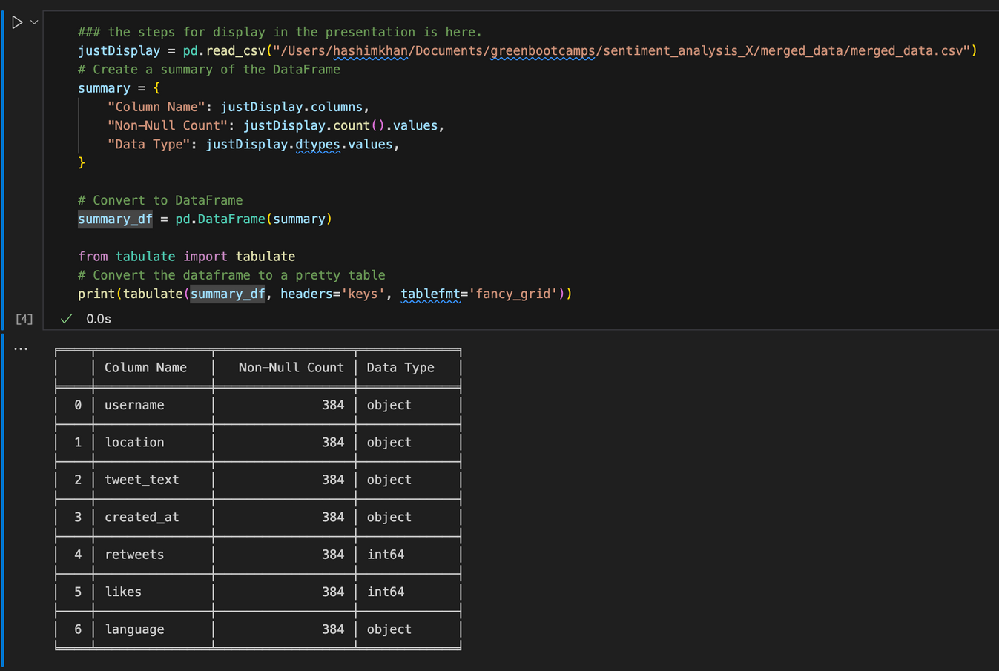 ### the steps for display in the presentation is here.
justDisplay = pd.read_csv("/Users/hashimkhan/Documents/greenbootcamps/sentiment_analysis_X/merged_data/merged_data.csv")
# Create a summary of the DataFrame
summary = {
    "Column Name": justDisplay.columns,
    "Non-Null Count": justDisplay.count().values,
    "Data Type": justDisplay.dtypes.values,
}
# Convert to DataFrame
summary_df = pd.DataFrame(summary)
from tabulate import tabulate
# Convert the dataframe to a pretty table
print(tabulate(summary_df, headers='keys', tablefmt='fancy_grid'))
[4] 0.0s
...
Column Name Non-Null Count Data Type
0 username 384 object
1 location 384 object
2 tweet_text 384 object
3 created_at 384 object
4 retweets 384 int64
5 likes 384 int64
6 language 384 object